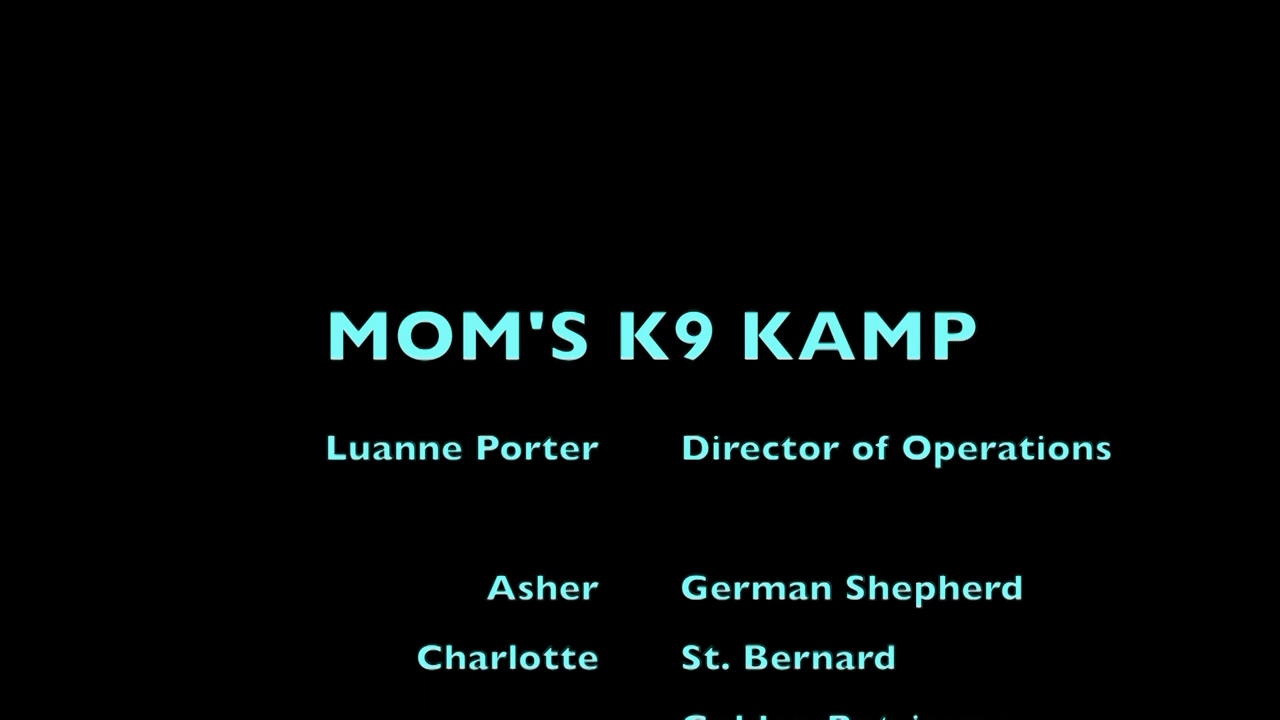 MOM'S K9 KAMP
Luanne Porter Director of Operations
Asher German Shepherd
Charlotte St. Bernard